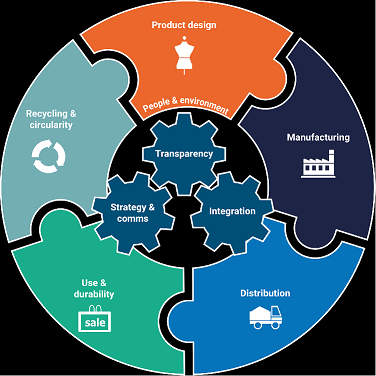 Product design
People & environment
Recycling &
circularity
Manufacturing
Transparency
Strategy &
comms
Integration
Use &
durability
sale
Distribution